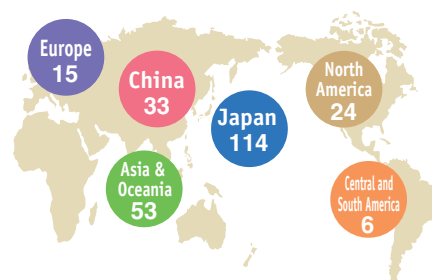 Europe
15
China
33
Japan
114
North
America
24
Asia &
Oceania
53
Central and
South America
6